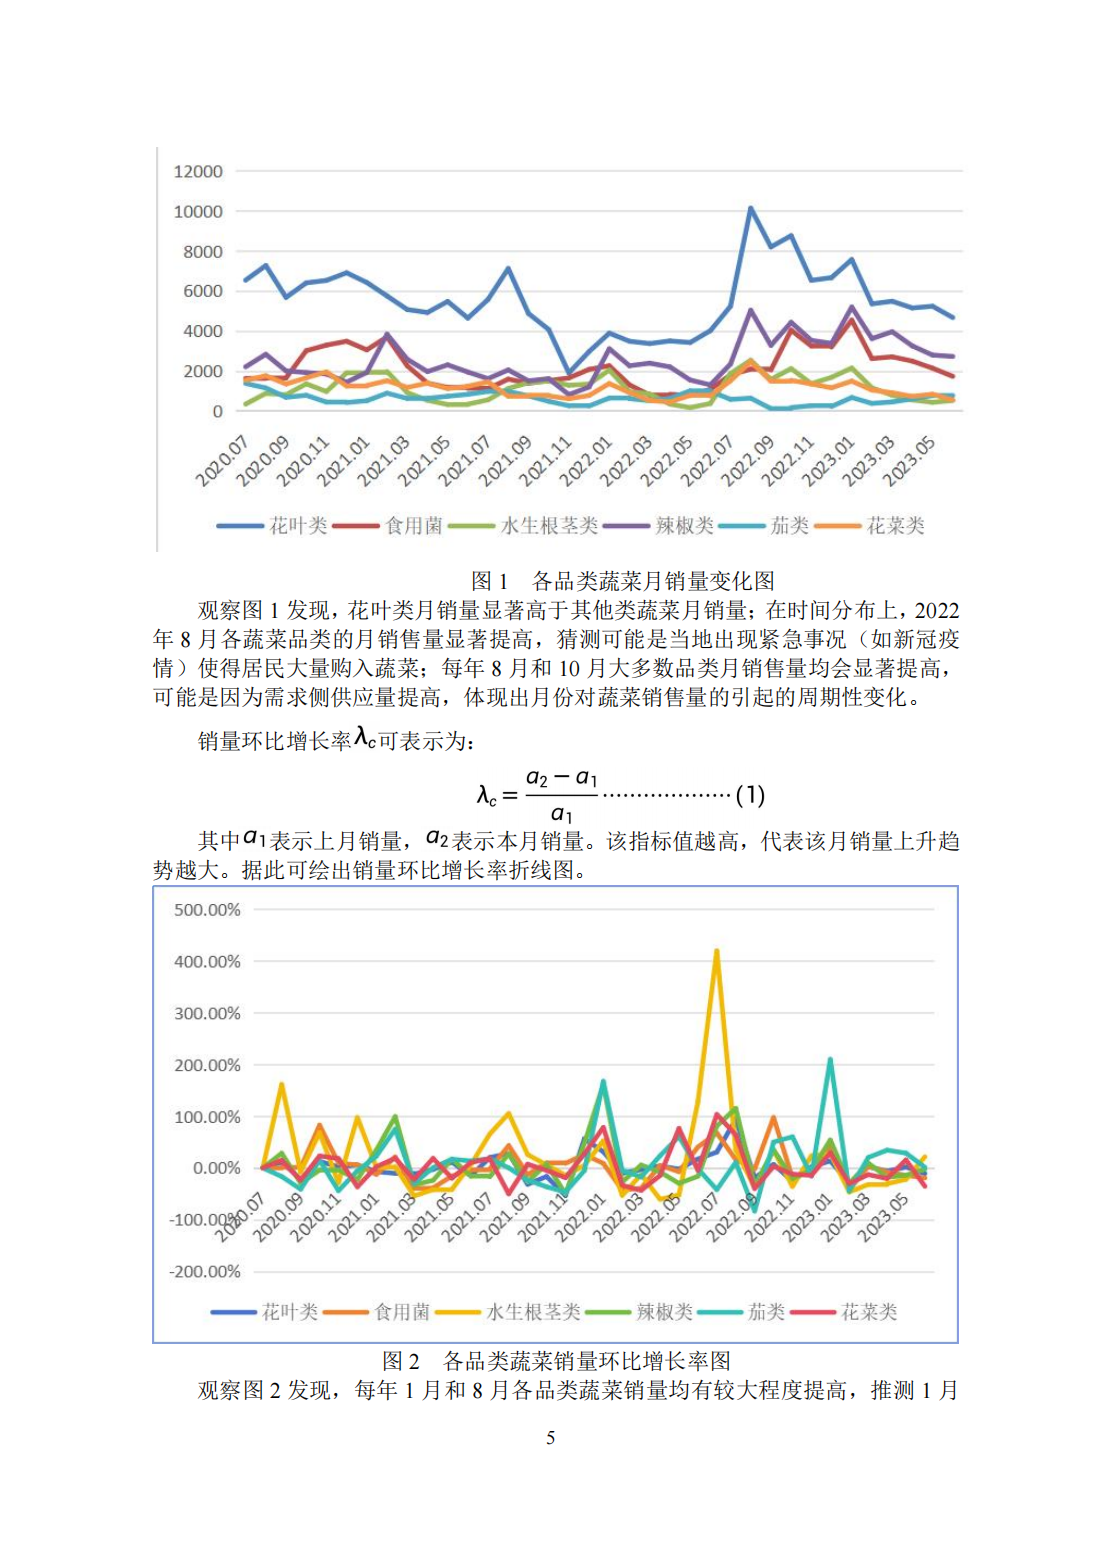 12000
10000
8000
6000
4000
2000
0
2020.07 2020.09 2020.11 2021.01 2021.03 2021.05 2021.07 2021.09 2021.11 2022.01 2022.03 2022.05 2022.07 2022.09 2022.11 2023.01 2023.03 2023.05
花叶类 食用菌 水生根茎类 辣椒类 茄类 花菜类
图 1 各品类蔬菜月销量变化图
观察图 1 发现，花叶类月销量显著高于其他类蔬菜月销量；在时间分布上，2022
年 8 月各蔬菜品类的月销售量显著提高，猜测可能是当地出现紧急事况（如新冠疫
情）使得居民大量购入蔬菜；每年 8 月和 10 月大多数品类月销售量均会显著提高，
可能是因为需求侧供应量提高，体现出月份对蔬菜销售量的引起的周期性变化。
销量环比增长率λc可表示为：
λc = (a2 − a1) / a1 ···················(1)
其中a1表示上月销量，a2表示本月销量。该指标值越高，代表该月销量上升趋
势越大。据此可绘出销量环比增长率折线图。
500.00%
400.00%
300.00%
200.00%
100.00%
0.00%
-100.00%
-200.00%
2020.07 2020.09 2020.11 2021.01 2021.03 2021.05 2021.07 2021.09 2021.11 2022.01 2022.03 2022.05 2022.07 2022.09 2022.11 2023.01 2023.03 2023.05
花叶类 食用菌 水生根茎类 辣椒类 茄类 花菜类
图 2 各品类蔬菜销量环比增长率图
观察图 2 发现，每年 1 月和 8 月各品类蔬菜销量均有较大程度提高，推测 1 月
5